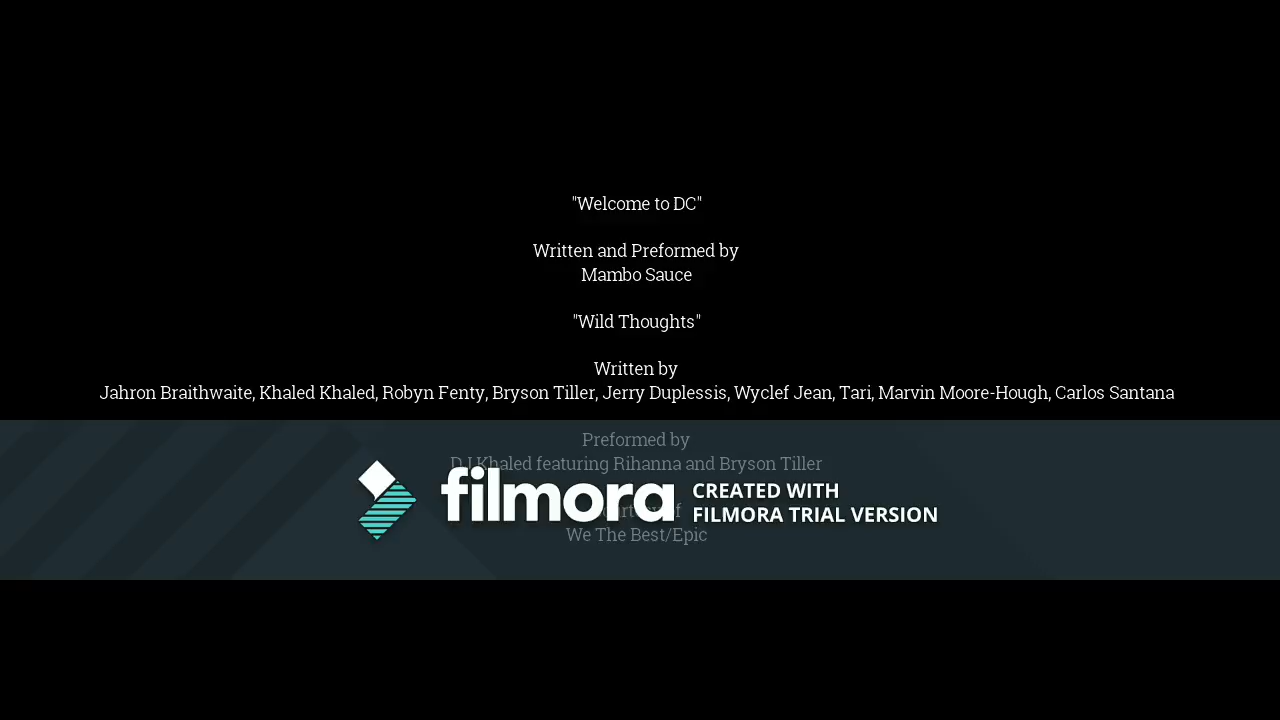 "Welcome to DC"
Written and Preformed by
Mambo Sauce
"Wild Thoughts"
Written by
Jahron Braithwaite, Khaled Khaled, Robyn Fenty, Bryson Tiller, Jerry Duplessis, Wyclef Jean, Tari, Marvin Moore-Hough, Carlos Santana
Preformed by
DJ Khaled featuring Rihanna and Bryson Tiller
filmora CREATED WITH
FILMORA TRIAL VERSION
We The Best/Epic